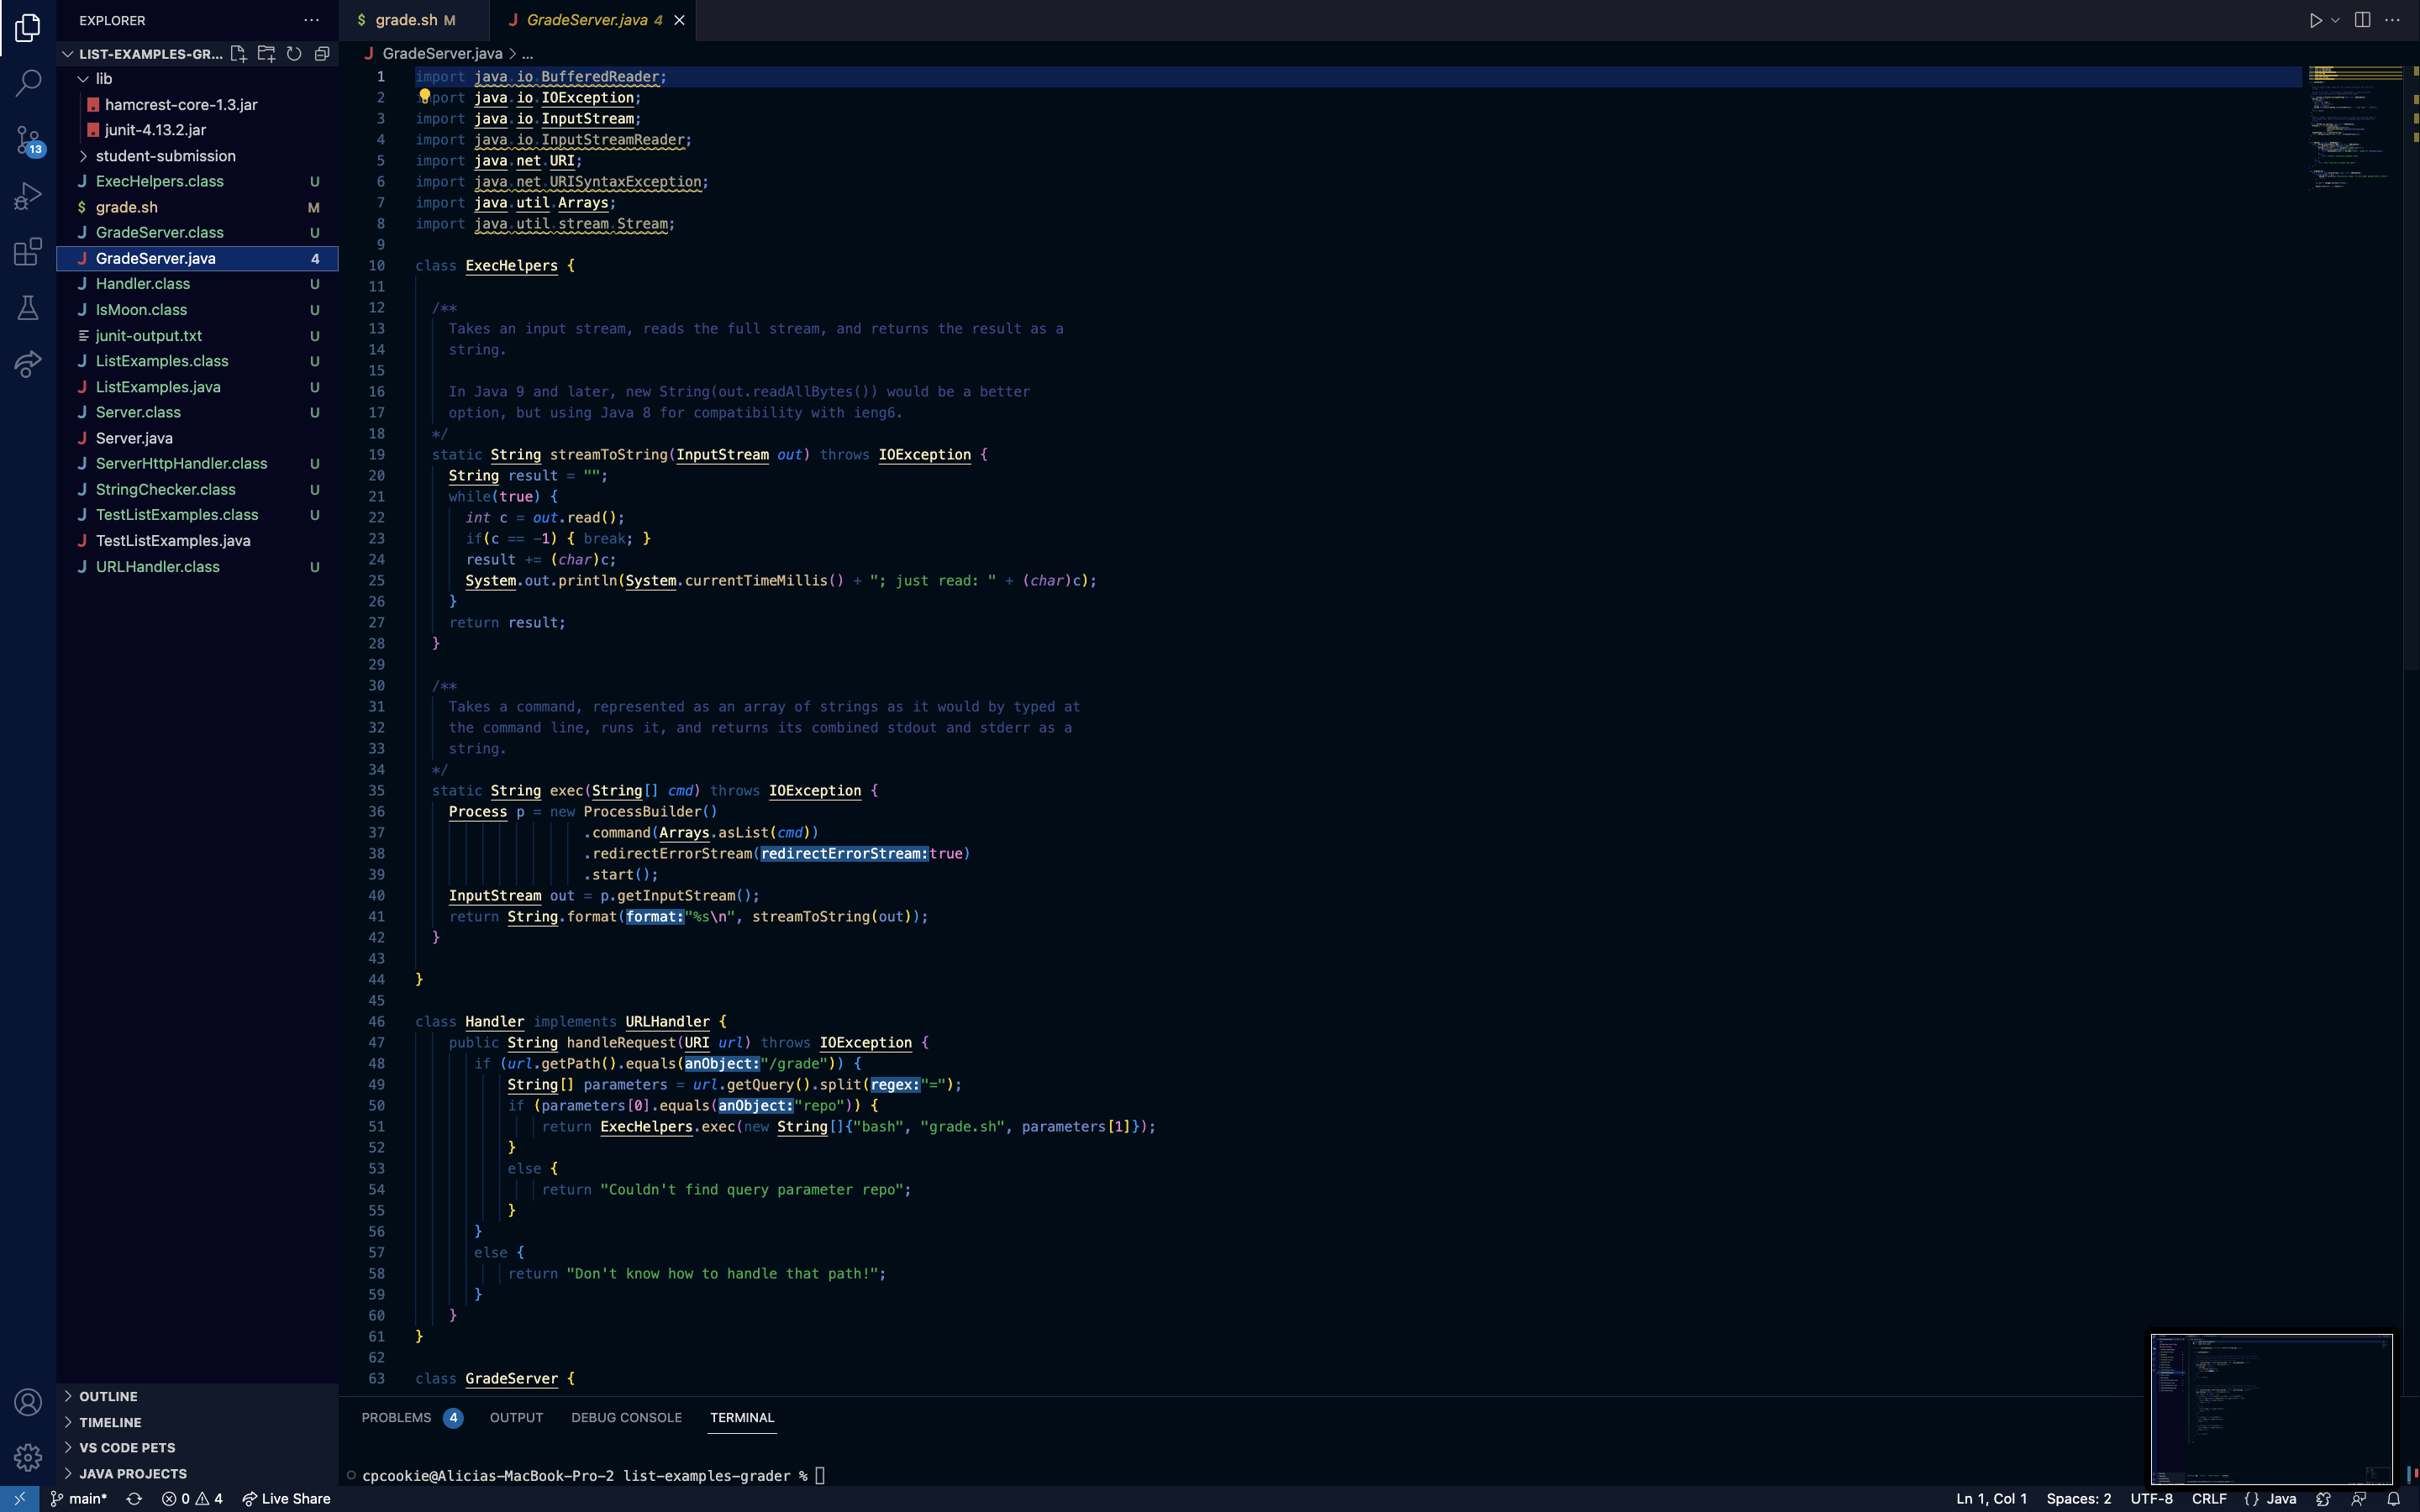 EXPLORER
LIST-EXAMPLES-GR...
lib
hamcrest-core-1.3.jar
junit-4.13.2.jar
student-submission
ExecHelpers.class U
grade.sh M
GradeServer.class U
GradeServer.java 4
Handler.class U
IsMoon.class U
junit-output.txt U
ListExamples.class U
ListExamples.java U
Server.class U
Server.java
ServerHttpHandler.class U
StringChecker.class U
TestListExamples.class U
TestListExamples.java
URLHandler.class U
OUTLINE
TIMELINE
VS CODE PETS
JAVA PROJECTS
13
$ grade.sh M
J GradeServer.java 4
J GradeServer.java > ...
1 import java.io.BufferedReader;
2 import java.io.IOException;
3 import java.io.InputStream;
4 import java.io.InputStreamReader;
5 import java.net.URI;
6 import java.net.URISyntaxException;
7 import java.util.Arrays;
8 import java.util.stream.Stream;
9
10 class ExecHelpers {
11
12 /**
13 Takes an input stream, reads the full stream, and returns the result as a
14 string.
15
16 In Java 9 and later, new String(out.readAllBytes()) would be a better
17 option, but using Java 8 for compatibility with ieng6.
18 */
19 static String streamToString(InputStream out) throws IOException {
20 String result = "";
21 while(true) {
22 int c = out.read();
23 if(c == -1) { break; }
24 result += (char)c;
25 System.out.println(System.currentTimeMillis() + "; just read: " + (char)c);
26 }
27 return result;
28 }
29
30 /**
31 Takes a command, represented as an array of strings as it would by typed at
32 the command line, runs it, and returns its combined stdout and stderr as a
33 string.
34 */
35 static String exec(String[] cmd) throws IOException {
36 Process p = new ProcessBuilder()
37 .command(Arrays.asList(cmd))
38 .redirectErrorStream(redirectErrorStream:true)
39 .start();
40 InputStream out = p.getInputStream();
41 return String.format(format:"%s\n", streamToString(out));
42 }
43
44 }
45
46 class Handler implements URLHandler {
47 public String handleRequest(URI url) throws IOException {
48 if (url.getPath().equals(anObject:"/grade")) {
49 String[] parameters = url.getQuery().split(regex:"=");
50 if (parameters[0].equals(anObject:"repo")) {
51 return ExecHelpers.exec(new String[]{"bash", "grade.sh", parameters[1]});
52 }
53 else {
54 return "Couldn't find query parameter repo";
55 }
56 }
57 else {
58 return "Don't know how to handle that path!";
59 }
60 }
61 }
62
63 class GradeServer {
PROBLEMS 4 OUTPUT DEBUG CONSOLE TERMINAL
cpcookie@Alicias-MacBook-Pro-2 list-examples-grader %
main* 0 4 Live Share
Ln 1, Col 1 Spaces: 2 UTF-8 CRLF {} Java